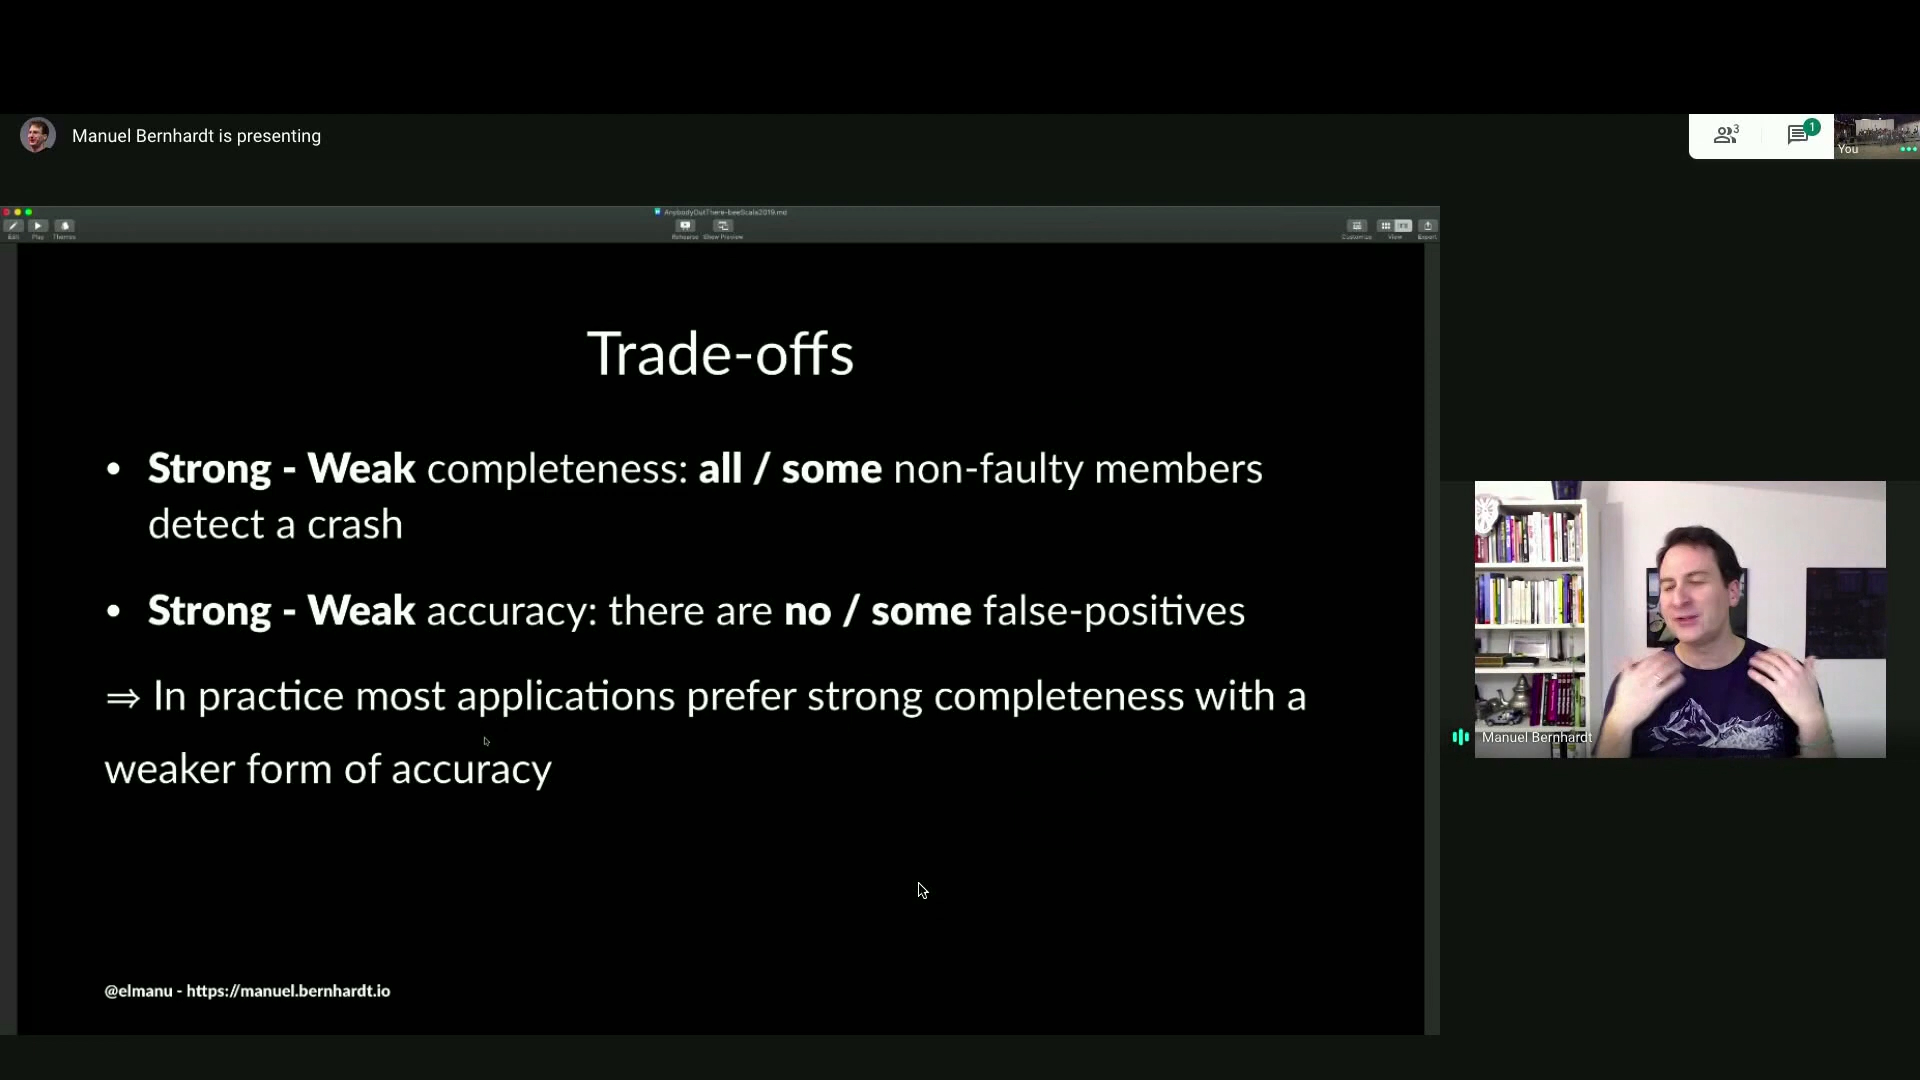 Manuel Bernhardt is presenting
3
1
You
AnybodyOutThere-beeScala2019.md
Edit
Play
Themes
Rehearse
Show Preview
Customize
View
Export
Trade-offs
• Strong - Weak completeness: all / some non-faulty members
detect a crash
• Strong - Weak accuracy: there are no / some false-positives
⇒ In practice most applications prefer strong completeness with a
weaker form of accuracy
Manuel Bernhardt
@elmanu - https://manuel.bernhardt.io